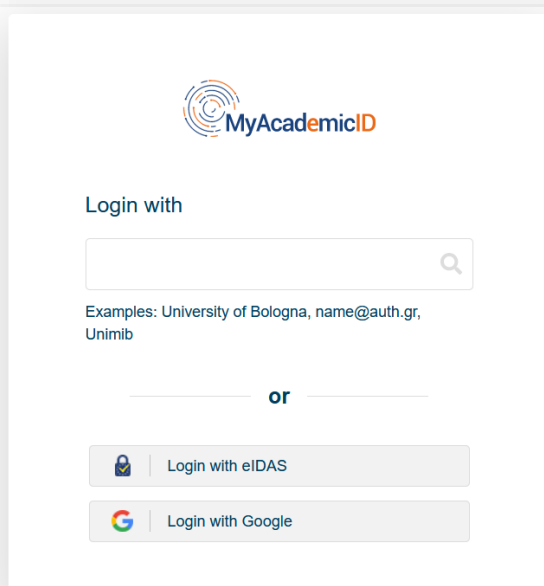 MyAcademicID
Login with
Examples: University of Bologna, name@auth.gr,
Unimib
or
Login with eIDAS
Login with Google